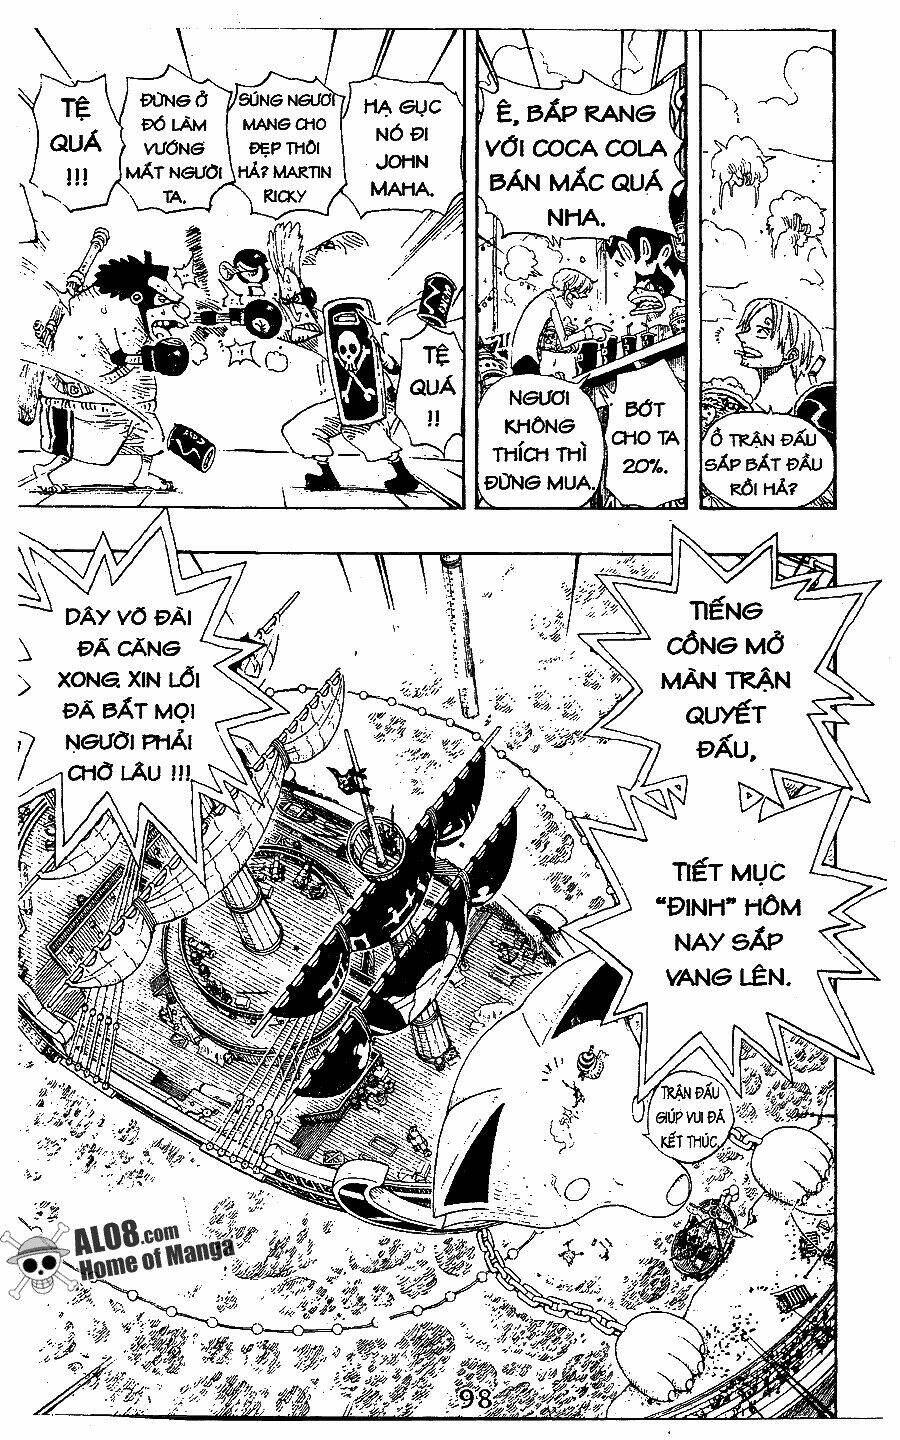 Ồ TRẬN ĐẤU
SẮP BẮT ĐẦU
RỒI HẢ?
Ê, BẮP RANG
VỚI COCA COLA
BÁN MẮC QUÁ
NHA.
BỚT
CHO TA
20%.
NGƯƠI
KHÔNG
THÍCH THÌ
ĐỪNG MUA.
HẠ GỤC
NÓ ĐI
JOHN
MAHA.
SÚNG NGƯƠI
MANG CHO
ĐẸP THÔI
HẢ? MARTIN
RICKY
ĐỪNG Ở
ĐÓ LÀM
VƯỚNG
MẮT NGƯỜI
TA.
TỆ
QUÁ
!!!
TỆ
QUÁ
!!
TIẾNG
CỒNG MỞ
MÀN TRẬN
QUYẾT
ĐẤU,
TIẾT MỤC
“ĐINH” HÔM
NAY SẮP
VANG LÊN.
DÂY VÕ ĐÀI
ĐÃ CĂNG
XONG. XIN LỖI
ĐÃ BẮT MỌI
NGƯỜI PHẢI
CHỜ LÂU !!!
TRẬN ĐẤU
GIÚP VUI ĐÃ
KẾT THÚC.
AL08.com
Home of Manga
98